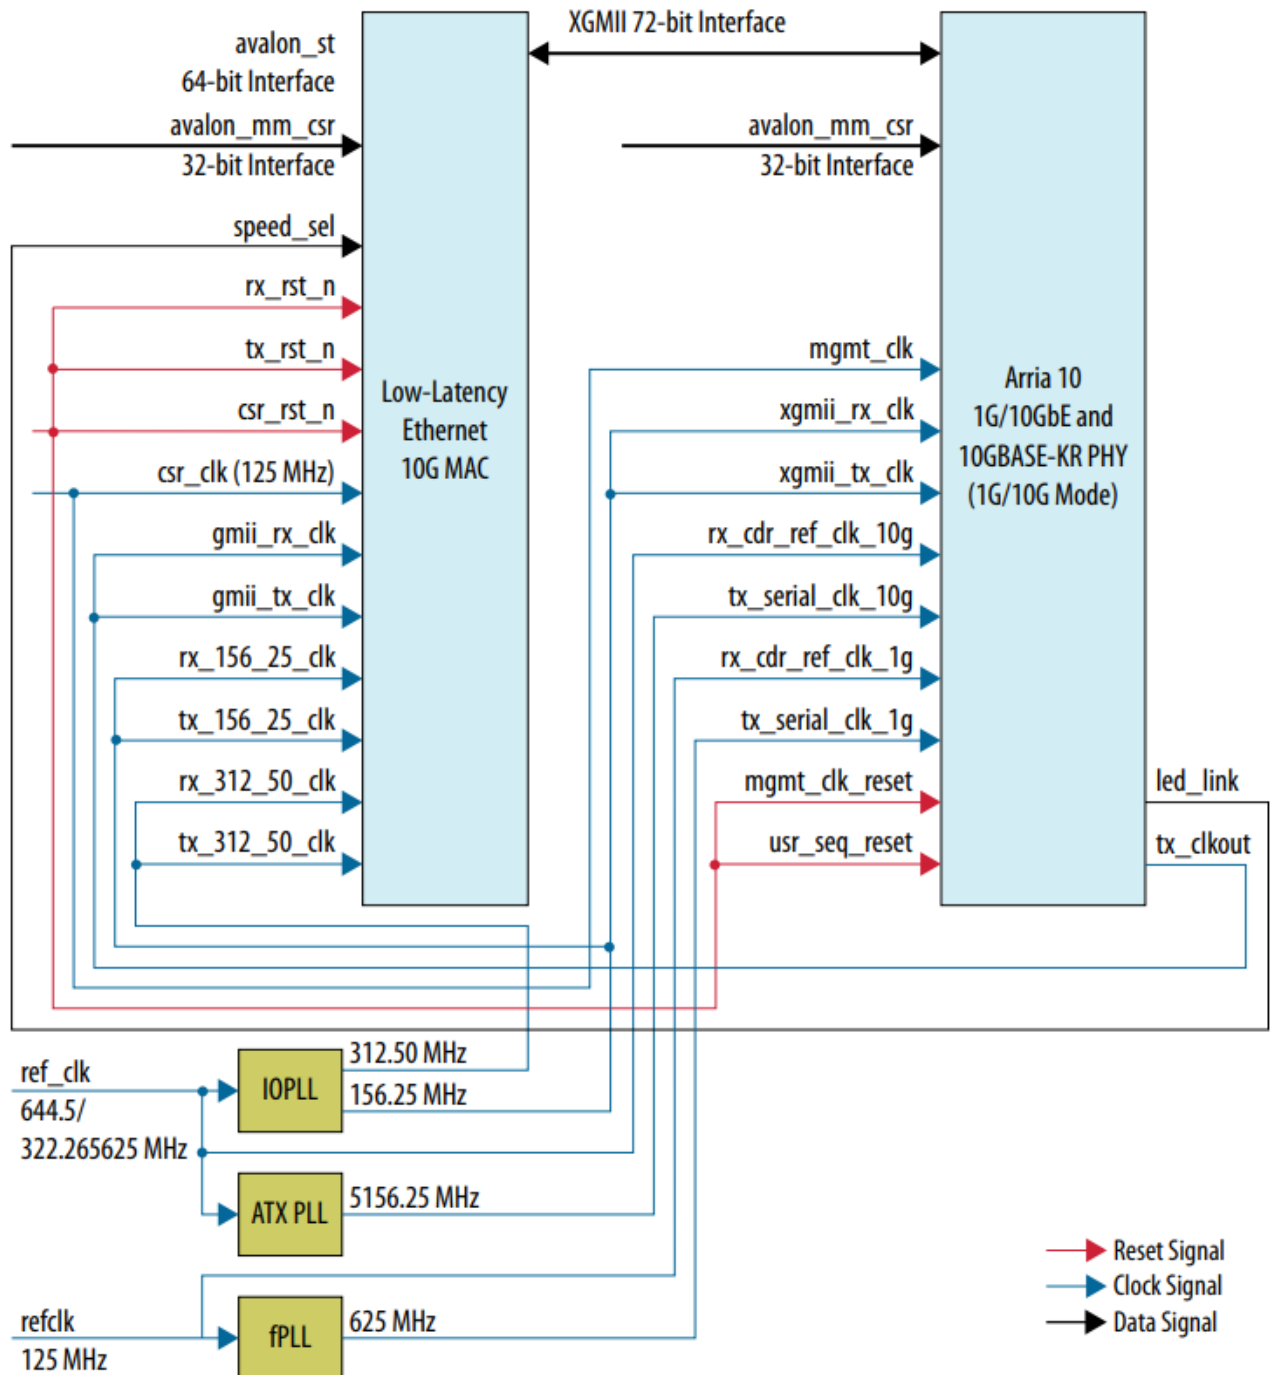 XGMII 72-bit Interface
avalon_st
64-bit Interface
avalon_mm_csr
32-bit Interface
speed_sel
rx_rst_n
tx_rst_n
csr_rst_n
csr_clk (125 MHz)
gmii_rx_clk
gmii_tx_clk
rx_156_25_clk
tx_156_25_clk
rx_312_50_clk
tx_312_50_clk
Low-Latency
Ethernet
10G MAC
avalon_mm_csr
32-bit Interface
mgmt_clk
xgmii_rx_clk
xgmii_tx_clk
rx_cdr_ref_clk_10g
tx_serial_clk_10g
rx_cdr_ref_clk_1g
tx_serial_clk_1g
mgmt_clk_reset
usr_seq_reset
Arria 10
1G/10GbE and
10GBASE-KR PHY
(1G/10G Mode)
led_link
tx_clkout
ref_clk
644.5/
322.265625 MHz
IOPLL
312.50 MHz
156.25 MHz
ATX PLL
5156.25 MHz
refclk
125 MHz
fPLL
625 MHz
Reset Signal
Clock Signal
Data Signal